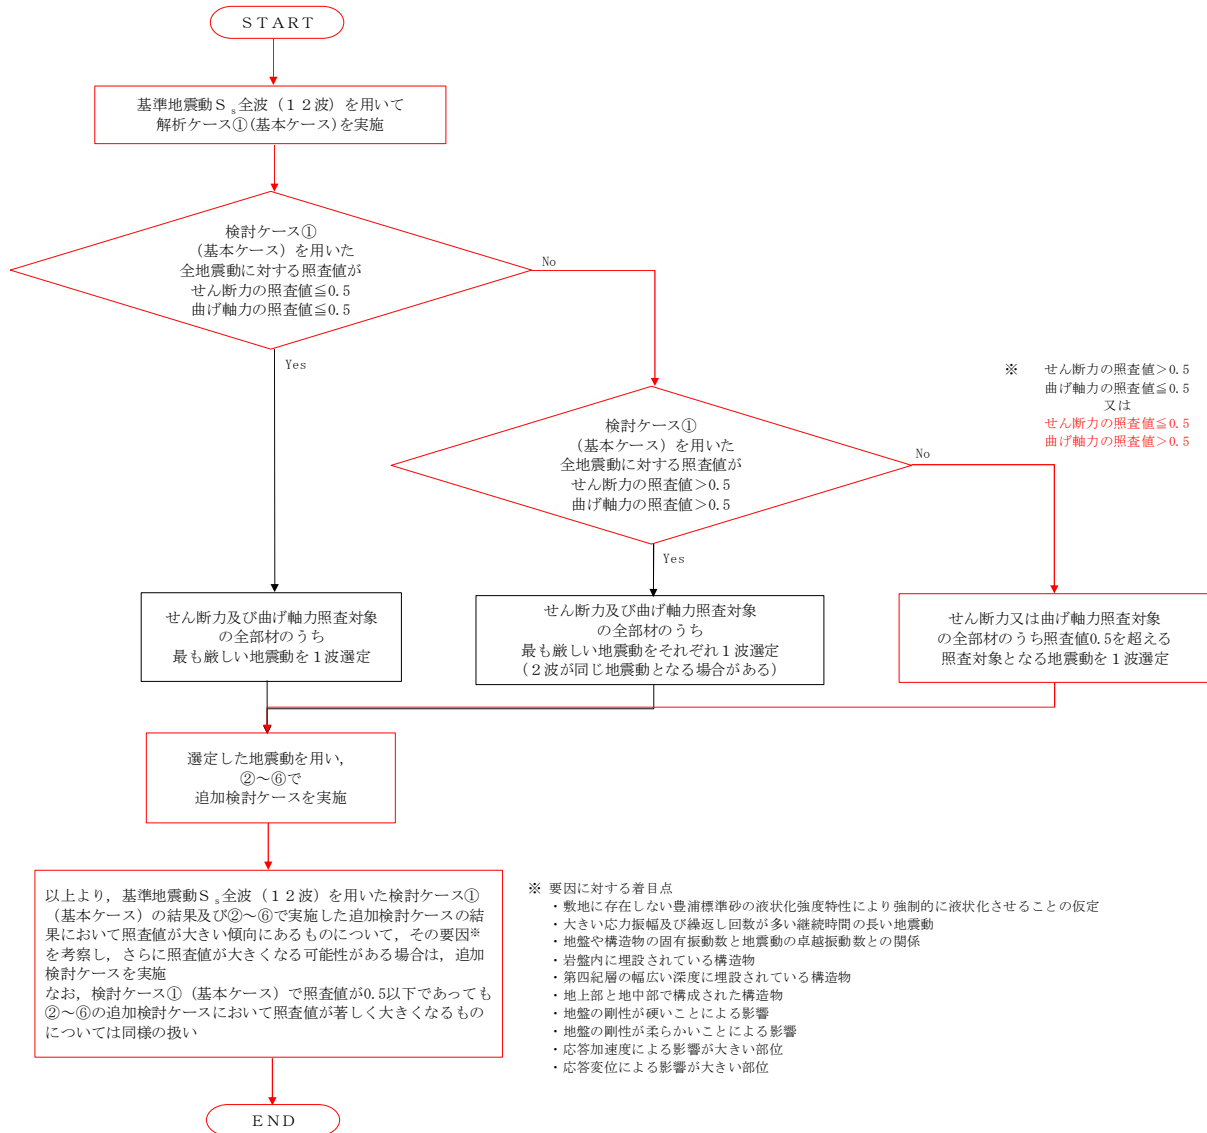 ＳＴＡＲＴ
基準地震動Ｓs全波（１２波）を用いて
解析ケース①(基本ケース)を実施
検討ケース①
（基本ケース）を用いた
全地震動に対する照査値が
せん断力の照査値≦0.5
曲げ軸力の照査値≦0.5
No
Yes
※ せん断力の照査値＞0.5
曲げ軸力の照査値≦0.5
又は
せん断力の照査値≦0.5
曲げ軸力の照査値＞0.5
検討ケース①
（基本ケース）を用いた
全地震動に対する照査値が
せん断力の照査値＞0.5
曲げ軸力の照査値＞0.5
No
Yes
せん断力及び曲げ軸力照査対象
の全部材のうち
最も厳しい地震動を１波選定
せん断力及び曲げ軸力照査対象
の全部材のうち
最も厳しい地震動をそれぞれ１波選定
（２波が同じ地震動となる場合がある）
せん断力又は曲げ軸力照査対象
の全部材のうち照査値0.5を超える
照査対象となる地震動を１波選定
選定した地震動を用い，
②～⑥で
追加検討ケースを実施
以上より，基準地震動Ｓs全波（１２波）を用いた検討ケース①
（基本ケース）の結果及び②～⑥で実施した追加検討ケースの結
果において照査値が大きい傾向にあるものについて，その要因※
を考察し，さらに照査値が大きくなる可能性がある場合は，追加
検討ケースを実施
なお，検討ケース①（基本ケース）で照査値が0.5以下であっても
②～⑥の追加検討ケースにおいて照査値が著しく大きくなるもの
については同様の扱い
※ 要因に対する着目点
・敷地に存在しない豊浦標準砂の液状化強度特性により強制的に液状化させることの仮定
・大きい応力振幅及び繰返し回数が多い継続時間の長い地震動
・地盤や構造物の固有振動数と地震動の卓越振動数との関係
・岩盤内に埋設されている構造物
・第四紀層の幅広い深度に埋設されている構造物
・地上部と地中部で構成された構造物
・地盤の剛性が硬いことによる影響
・地盤の剛性が柔らかいことによる影響
・応答加速度による影響が大きい部位
・応答変位による影響が大きい部位
ＥＮＤ